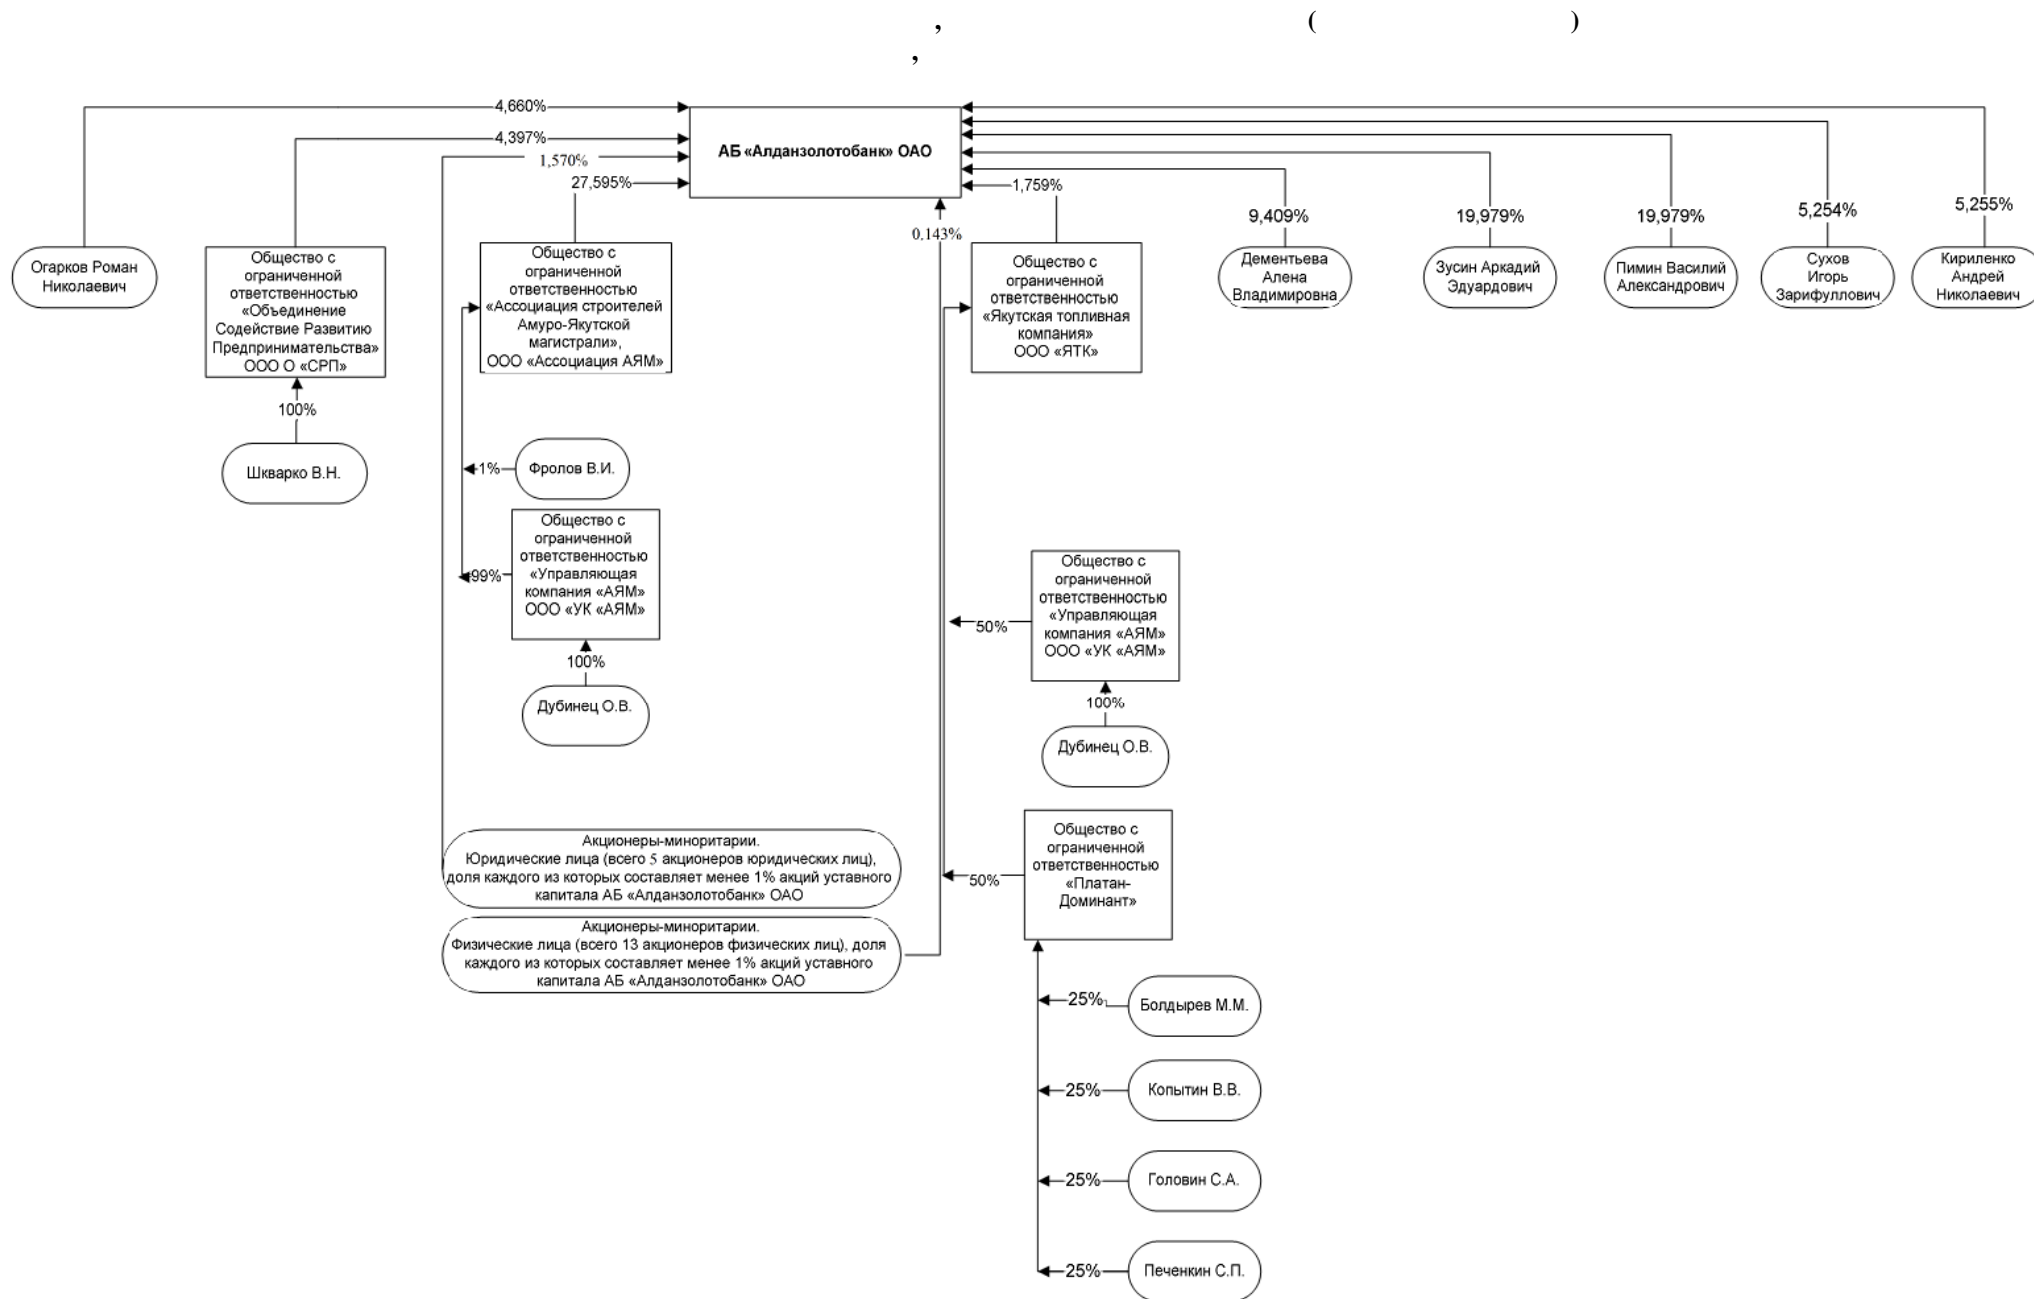 , ( )
,
4,660%
4,397%
1,570%
27,595%
АБ «Алданзолотобанк» ОАО
1,759%
0,143%
9,409%
19,979%
19,979%
5,254%
5,255%
Огарков Роман
Николаевич
Общество с
ограниченной
ответственностью
«Объединение
Содействие Развитию
Предпринимательства»
ООО О «СРП»
Общество с
ограниченной
ответственностью
«Ассоциация строителей
Амуро-Якутской
магистрали»,
ООО «Ассоциация АЯМ»
Общество с
ограниченной
ответственностью
«Якутская топливная
компания»
ООО «ЯТК»
Дементьева
Алена
Владимировна
Зусин Аркадий
Эдуардович
Пимин Василий
Александрович
Сухов
Игорь
Зарифуллович
Кириленко
Андрей
Николаевич
100%
Шкварко В.Н.
1%
Фролов В.И.
99%
Общество с
ограниченной
ответственностью
«Управляющая
компания «АЯМ»
ООО «УК «АЯМ»
100%
Дубинец О.В.
50%
Общество с
ограниченной
ответственностью
«Управляющая
компания «АЯМ»
ООО «УК «АЯМ»
100%
Дубинец О.В.
Акционеры-миноритарии.
Юридические лица (всего 5 акционеров юридических лиц),
доля каждого из которых составляет менее 1% акций уставного
капитала АБ «Алданзолотобанк» ОАО
Акционеры-миноритарии.
Физические лица (всего 13 акционеров физических лиц), доля
каждого из которых составляет менее 1% акций уставного
капитала АБ «Алданзолотобанк» ОАО
50%
Общество с
ограниченной
ответственностью
«Платан-
Доминант»
25%
Болдырев М.М.
25%
Копытин В.В.
25%
Головин С.А.
25%
Печенкин С.П.